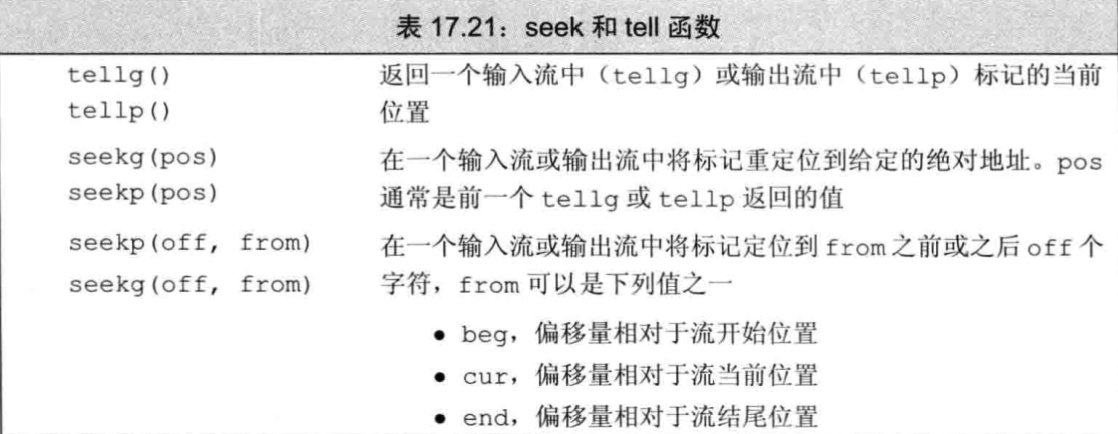 表 17.21：seek 和 tell 函数
tellg() 返回一个输入流中（tellg）或输出流中（tellp）标记的当前
tellp() 位置
seekg(pos) 在一个输入流或输出流中将标记重定位到给定的绝对地址。pos
seekp(pos) 通常是前一个 tellg 或 tellp 返回的值
seekp(off, from) 在一个输入流或输出流中将标记定位到 from 之前或之后 off 个
seekg(off, from) 字符，from 可以是下列值之一
● beg，偏移量相对于流开始位置
● cur，偏移量相对于流当前位置
● end，偏移量相对于流结尾位置